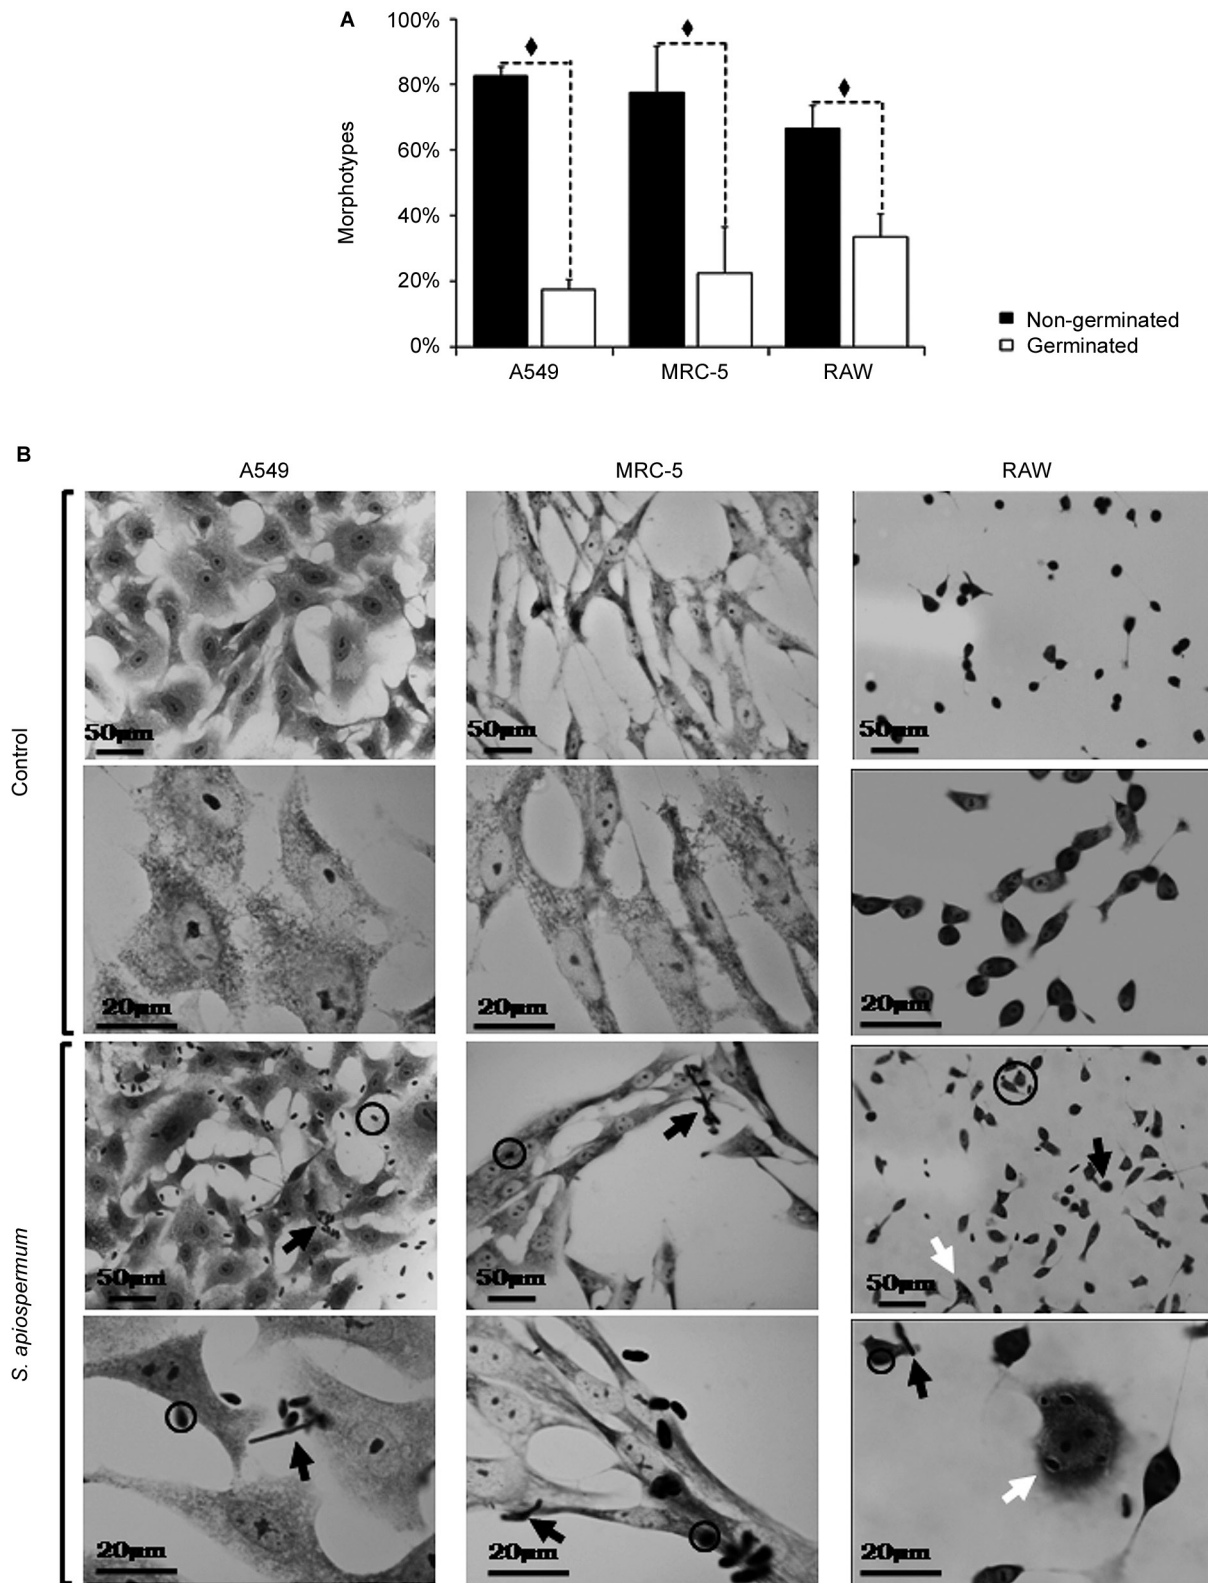 A
100%
80%
60%
40%
20%
0%
Morphotypes
A549
MRC-5
RAW
Non-germinated
Germinated
B
A549
MRC-5
RAW
Control
50µm
50µm
50µm
20µm
20µm
20µm
S. apiospermum
50µm
50µm
50µm
20µm
20µm
20µm